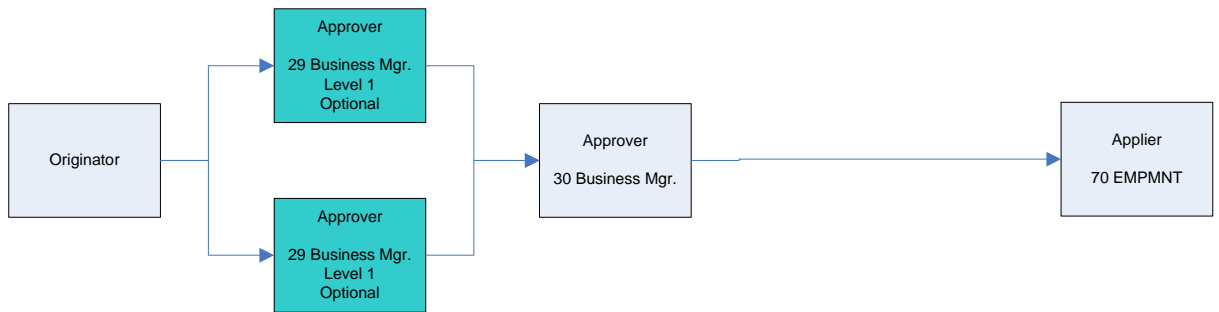 Originator
Approver
29 Business Mgr.
Level 1
Optional
Approver
29 Business Mgr.
Level 1
Optional
Approver
30 Business Mgr.
Applier
70 EMPMNT